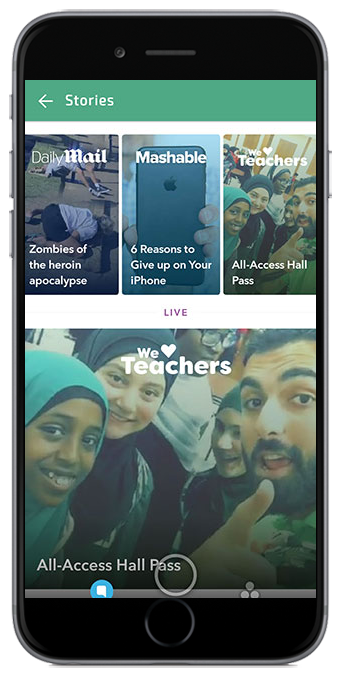 Stories
Daily Mail
Zombies of
the heroin
apocalypse
Mashable
6 Reasons to
Give up on Your
iPhone
We
Teachers
All-Access Hall
Pass
LIVE
We
Teachers
All-Access Hall Pass